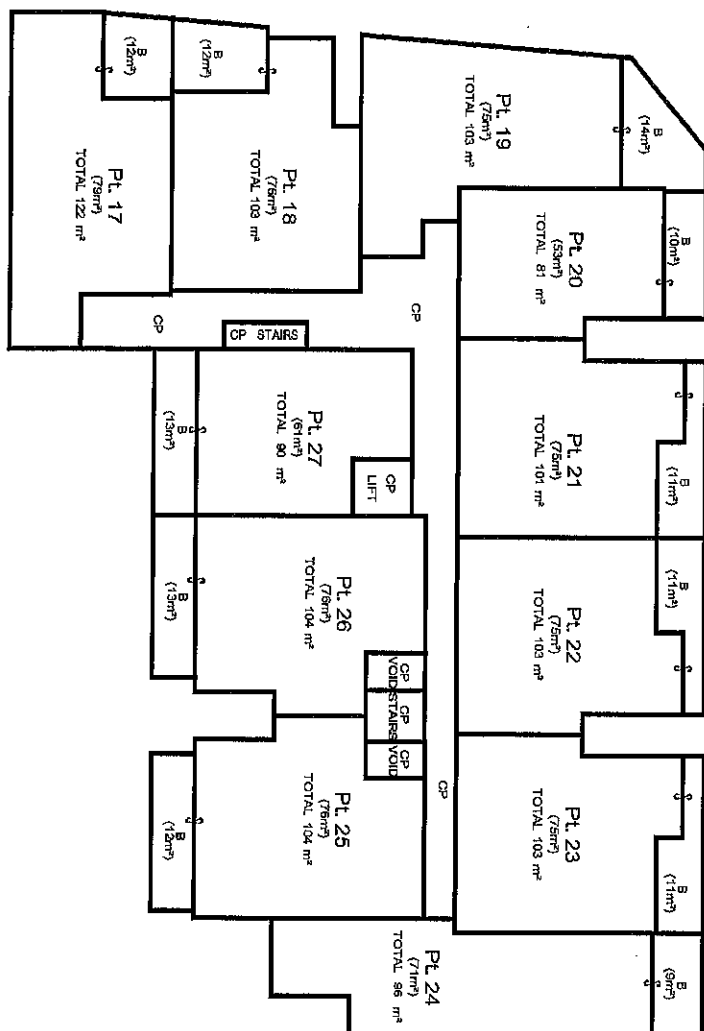 B
(12m²)
B
(12m²)
Pt. 17
(79m²)
TOTAL 122 m²
Pt. 18
(76m²)
TOTAL 103 m²
Pt. 19
(75m²)
TOTAL 103 m²
B
(14m²)
Pt. 20
(53m²)
TOTAL 81 m²
B
(10m²)
CP
CP
CP STAIRS
Pt. 27
(61m²)
TOTAL 90 m²
B
(13m²)
CP
LIFT
Pt. 21
(75m²)
TOTAL 101 m²
B
(11m²)
Pt. 26
(76m²)
TOTAL 104 m²
B
(13m²)
Pt. 22
(75m²)
TOTAL 103 m²
B
(11m²)
CP
VOID
CP
STAIRS
CP
VOID
CP
Pt. 25
(76m²)
TOTAL 104 m²
B
(12m²)
Pt. 23
(75m²)
TOTAL 103 m²
B
(11m²)
Pt. 24
(71m²)
TOTAL 96 m²
B
(9m²)